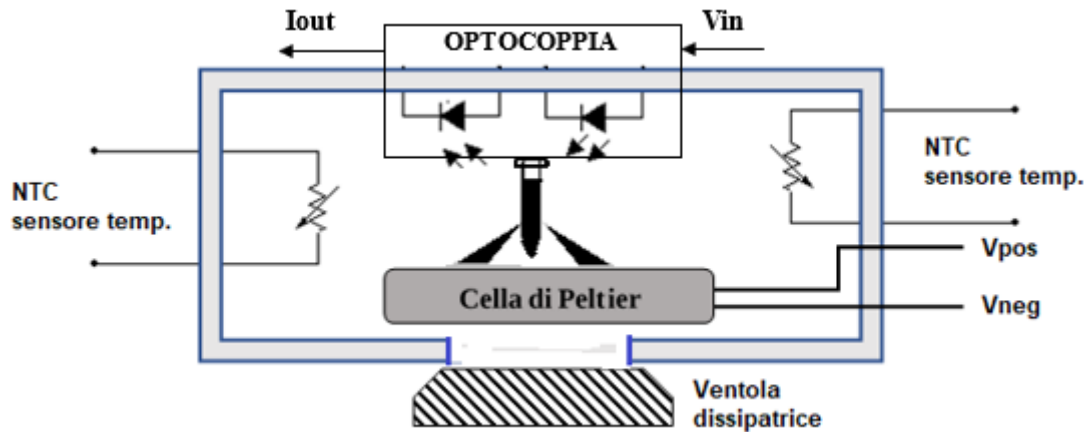 Iout
Vin
OPTOCOPPIA
NTC
sensore temp.
NTC
sensore temp.
Vpos
Cella di Peltier
Vneg
Ventola
dissipatrice